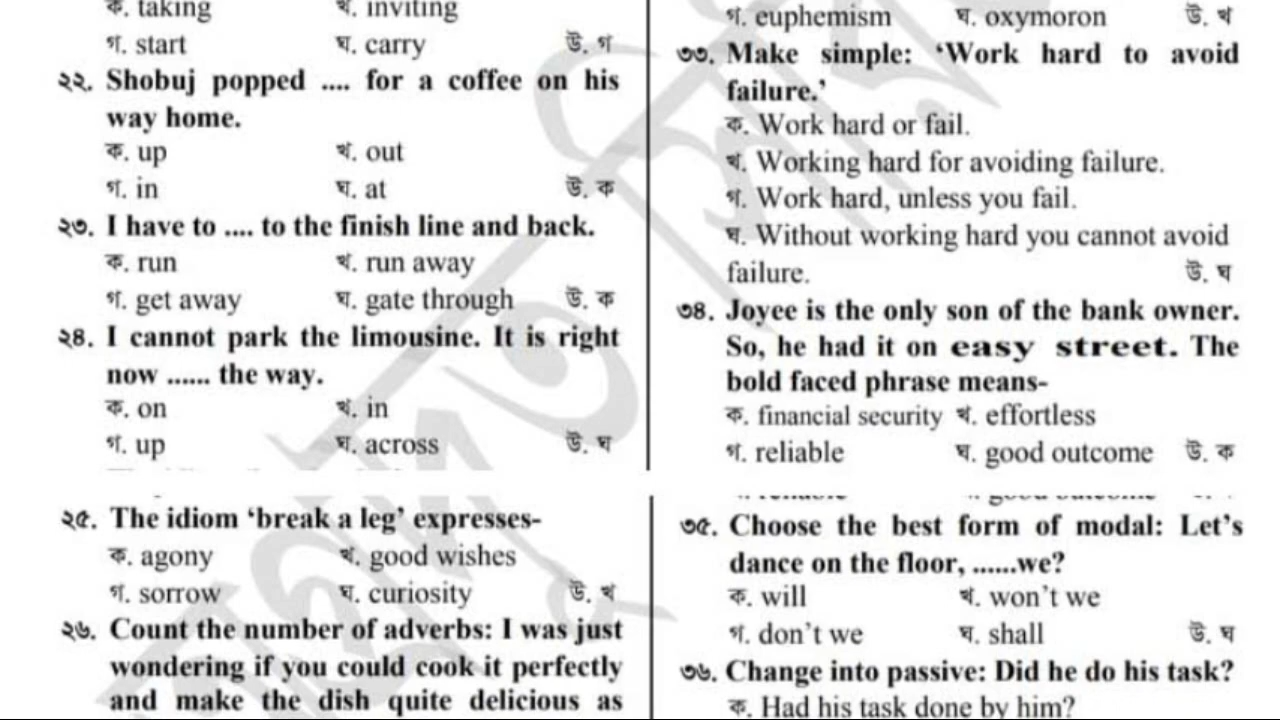 ক. taking খ. inviting
গ. start ঘ. carry উ. গ
২২. Shobuj popped .... for a coffee on his
way home.
ক. up খ. out
গ. in ঘ. at উ. ক
২৩. I have to .... to the finish line and back.
ক. run খ. run away
গ. get away ঘ. gate through উ. ক
২৪. I cannot park the limousine. It is right
now ...... the way.
ক. on খ. in
গ. up ঘ. across উ. ঘ
২৫. The idiom ‘break a leg’ expresses-
ক. agony খ. good wishes
গ. sorrow ঘ. curiosity উ. খ
২৬. Count the number of adverbs: I was just
wondering if you could cook it perfectly
and make the dish quite delicious as
গ. euphemism ঘ. oxymoron উ. খ
৩৩. Make simple: ‘Work hard to avoid
failure.’
ক. Work hard or fail.
খ. Working hard for avoiding failure.
গ. Work hard, unless you fail.
ঘ. Without working hard you cannot avoid
failure. উ. ঘ
৩৪. Joyee is the only son of the bank owner.
So, he had it on easy street. The
bold faced phrase means-
ক. financial security খ. effortless
গ. reliable ঘ. good outcome উ. ক
৩৫. Choose the best form of modal: Let’s
dance on the floor, ......we?
ক. will খ. won’t we
গ. don’t we ঘ. shall উ. ঘ
৩৬. Change into passive: Did he do his task?
ক. Had his task done by him?